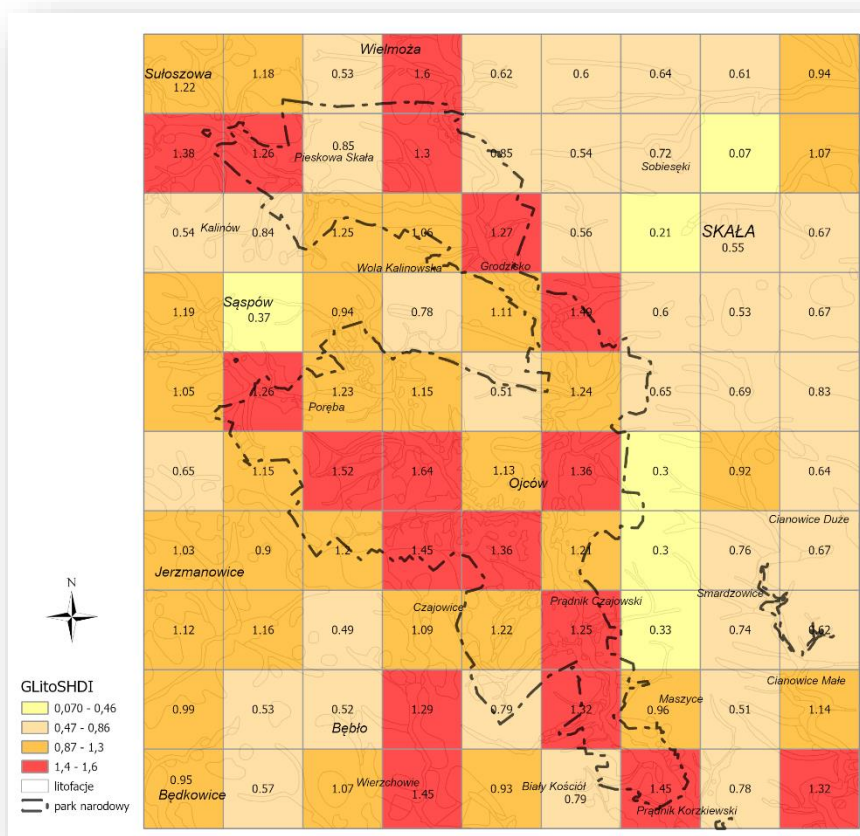 Wielmoża
Sułoszowa
1.22 1.18 0.53 1.6 0.62 0.6 0.64 0.61 0.94
1.38 1.26 0.85 1.3 0.85 0.54 0.72 0.07 1.07
Pieskowa Skała Sobiesęki
0.54 Kalinów 0.84 1.25 1.06 1.27 0.56 0.21 SKAŁA 0.67
0.55
Wola Kalinowska Grodzisko
Sąspów
1.19 0.37 0.94 0.78 1.11 1.49 0.6 0.53 0.67
1.05 1.26 1.23 1.15 0.51 1.24 0.65 0.69 0.83
Poręba
0.65 1.15 1.52 1.64 1.13 1.36 0.3 0.92 0.64
Ojców
Cianowice Duże
1.03 0.9 1.2 1.45 1.36 1.21 0.3 0.76 0.67
Jerzmanowice
Czajowice Prądnik Czajowski Smardzowice
1.12 1.16 0.49 1.09 1.22 1.25 0.33 0.74 0.62
Cianowice Małe
Maszyce
0.99 0.53 0.52 1.29 0.79 1.32 0.96 0.51 1.14
Bębło
0.95 0.57 1.07 Wierzchowie 1.45 0.93 Biały Kościół 0.79 1.45 0.78 1.32
Będkowice
Prądnik Korzkiewski
N
GLitoSHDI
0,070 - 0,46
0,47 - 0,86
0,87 - 1,3
1,4 - 1,6
litofacje
park narodowy